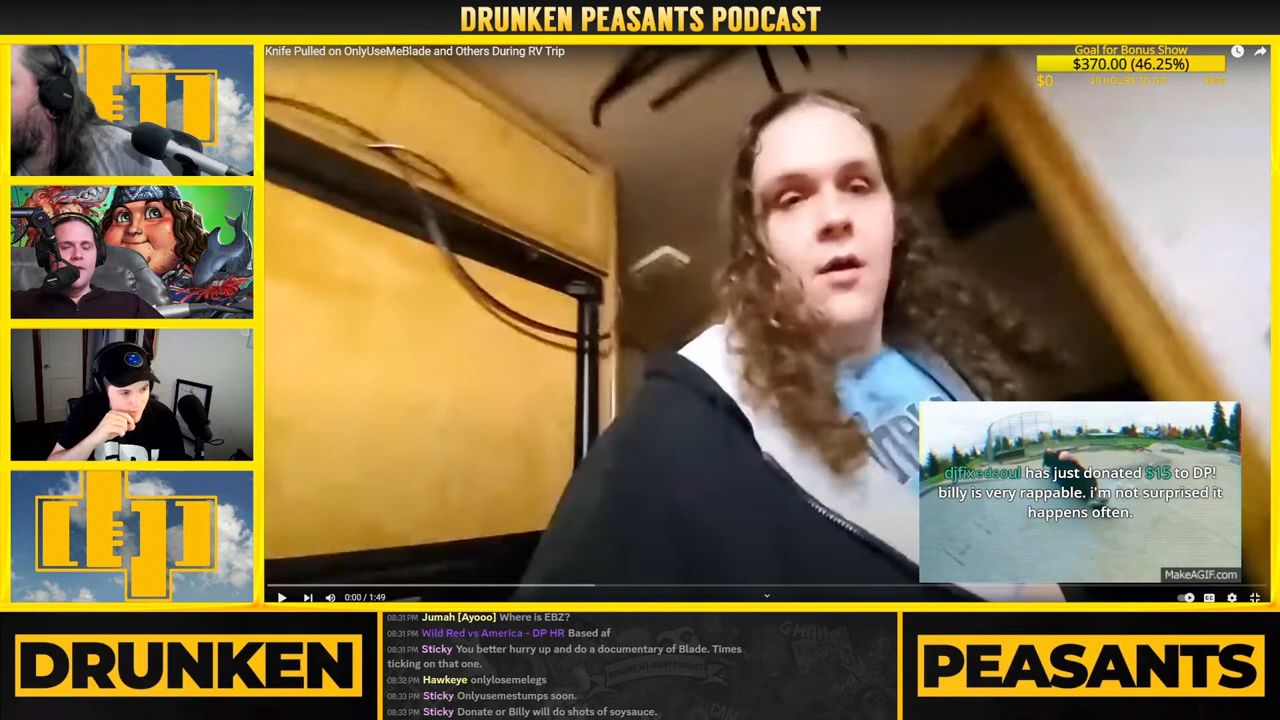 DRUNKEN PEASANTS PODCAST
Knife Pulled on OnlyUseMeBlade and Others During RV Trip
Goal for Bonus Show
$370.00 (46.25%)
$0 20 HOURS TO GO $800
djfixedsoul has just donated $15 to DP!
billy is very rappable. i'm not surprised it
happens often.
MakeAGIF.com
0:00 / 1:49
08:31 PM Jumah [Ayooo] Where is EBZ?
08:31 PM Wild Red vs America - DP HR Based af
08:31 PM Sticky You better hurry up and do a documentary of Blade. Times
ticking on that one.
08:32 PM Hawkeye onlylosemelegs
08:33 PM Sticky Onlyusemestumps soon.
08:33 PM Sticky Donate or Billy will do shots of soysauce.
DRUNKEN
PEASANTS